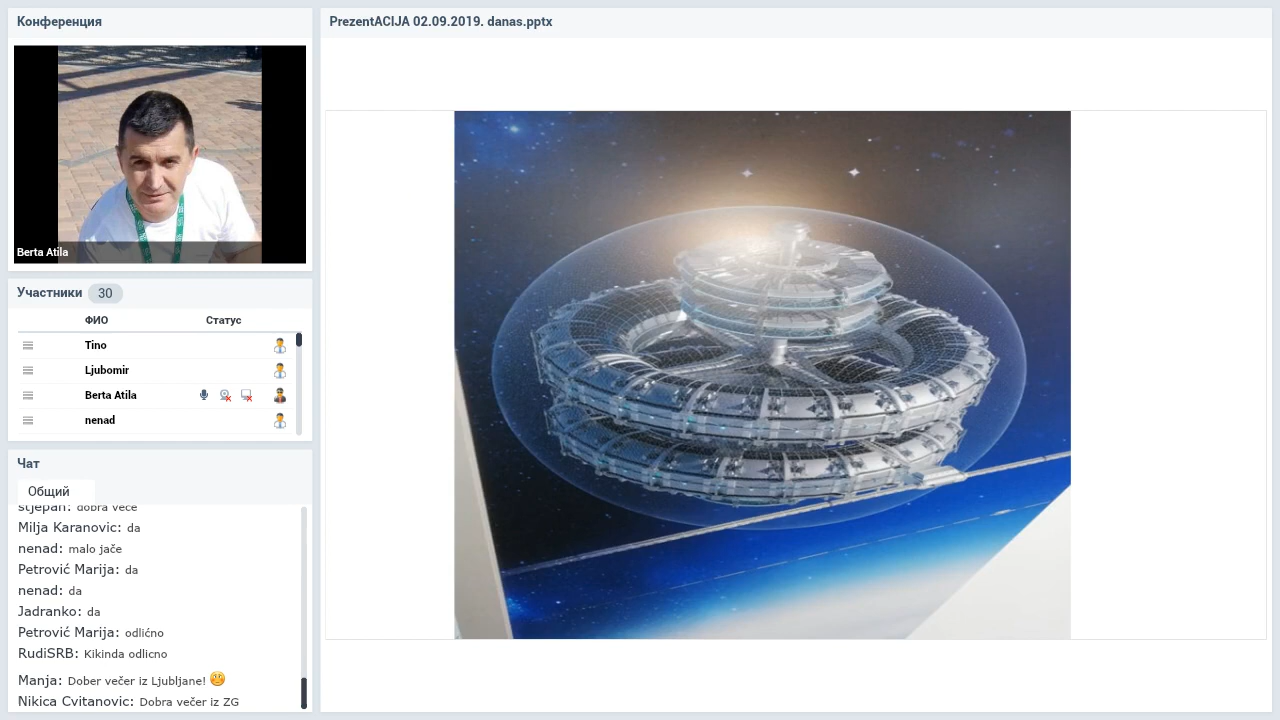 Конференция
Berta Atila
Участники 30
ФИО Статус
Tino
Ljubomir
Berta Atila
nenad
Чат
Общий
stjepan: dobra veče
Milja Karanovic: da
nenad: malo jače
Petrović Marija: da
nenad: da
Jadranko: da
Petrović Marija: odlićno
RudiSRB: Kikinda odlicno
Manja: Dober večer iz Ljubljane!
Nikica Cvitanovic: Dobra večer iz ZG
PrezentACIJA 02.09.2019. danas.pptx